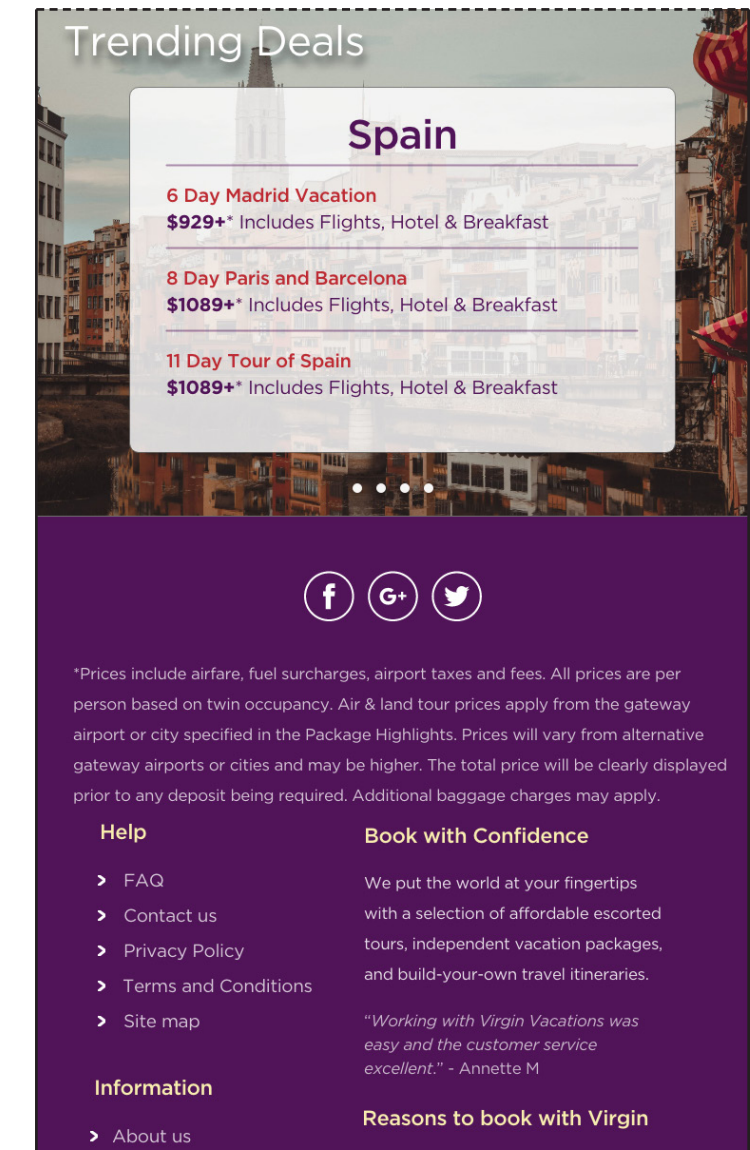 Trending Deals
Spain
6 Day Madrid Vacation
$929+* Includes Flights, Hotel & Breakfast
8 Day Paris and Barcelona
$1089+* Includes Flights, Hotel & Breakfast
11 Day Tour of Spain
$1089+* Includes Flights, Hotel & Breakfast
f
G+
*Prices include airfare, fuel surcharges, airport taxes and fees. All prices are per
person based on twin occupancy. Air & land tour prices apply from the gateway
airport or city specified in the Package Highlights. Prices will vary from alternative
gateway airports or cities and may be higher. The total price will be clearly displayed
prior to any deposit being required. Additional baggage charges may apply.
Help
FAQ
Contact us
Privacy Policy
Terms and Conditions
Site map
Information
About us
Book with Confidence
We put the world at your fingertips
with a selection of affordable escorted
tours, independent vacation packages,
and build-your-own travel itineraries.
“Working with Virgin Vacations was
easy and the customer service
excellent.” - Annette M
Reasons to book with Virgin